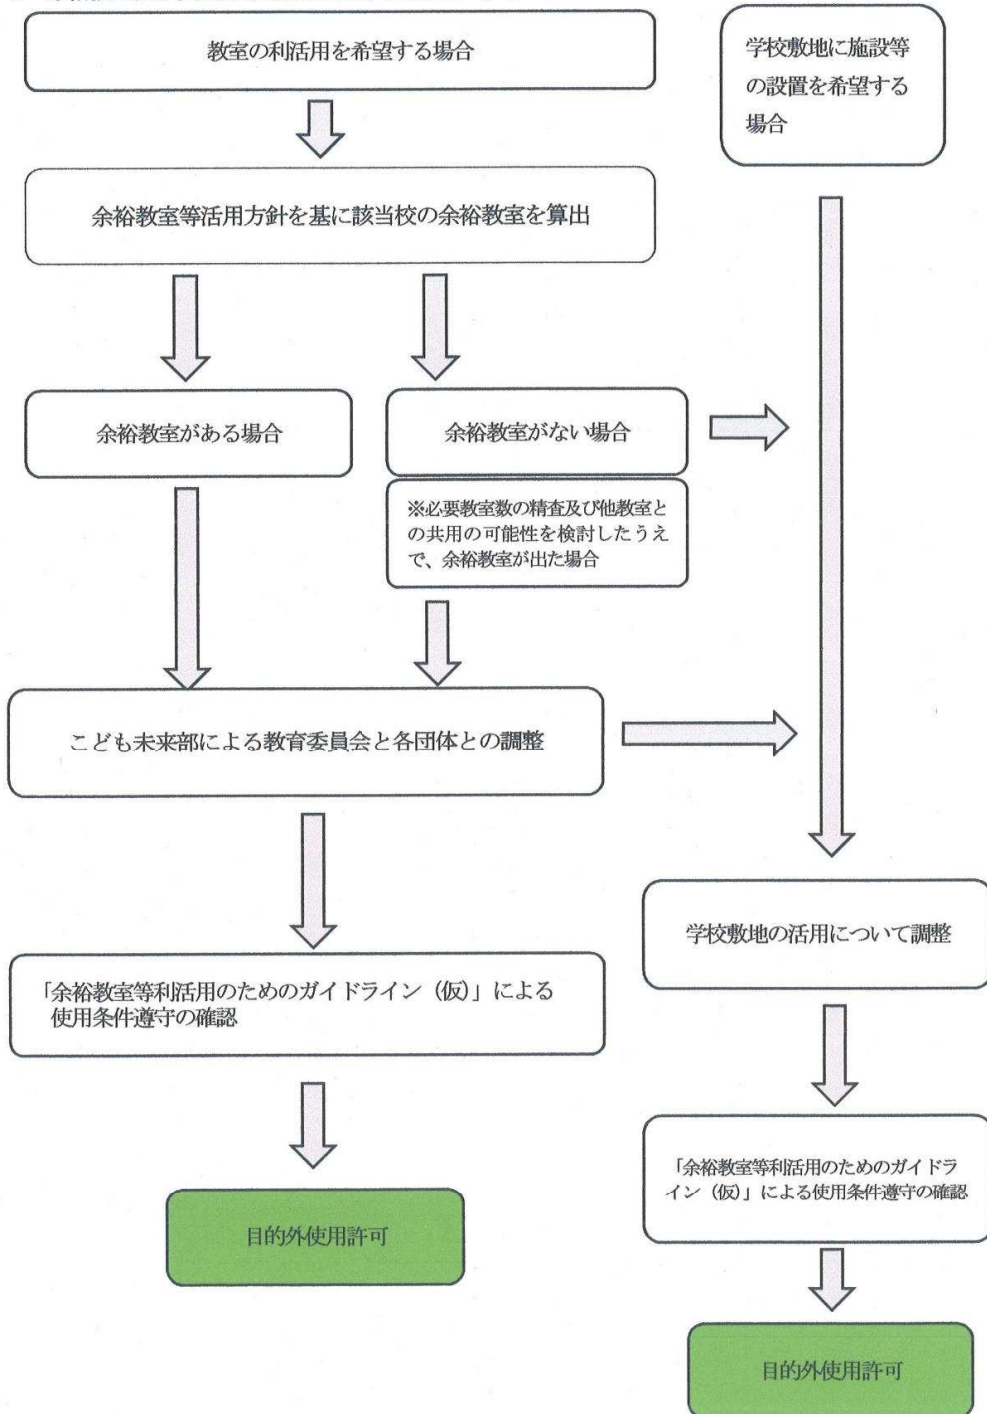 教室の利活用を希望する場合
学校敷地に施設等
の設置を希望する
場合
余裕教室等活用方針を基に該当校の余裕教室を算出
余裕教室がある場合
余裕教室がない場合
※必要教室数の精査及び他教室と
の共用の可能性を検討したうえ
で、余裕教室が出た場合
こども未来部による教育委員会と各団体との調整
学校敷地の活用について調整
「余裕教室等利活用のためのガイドライン（仮）」による
使用条件遵守の確認
「余裕教室等利活用のためのガイドラ
イン（仮）」による使用条件遵守の確認
目的外使用許可
目的外使用許可